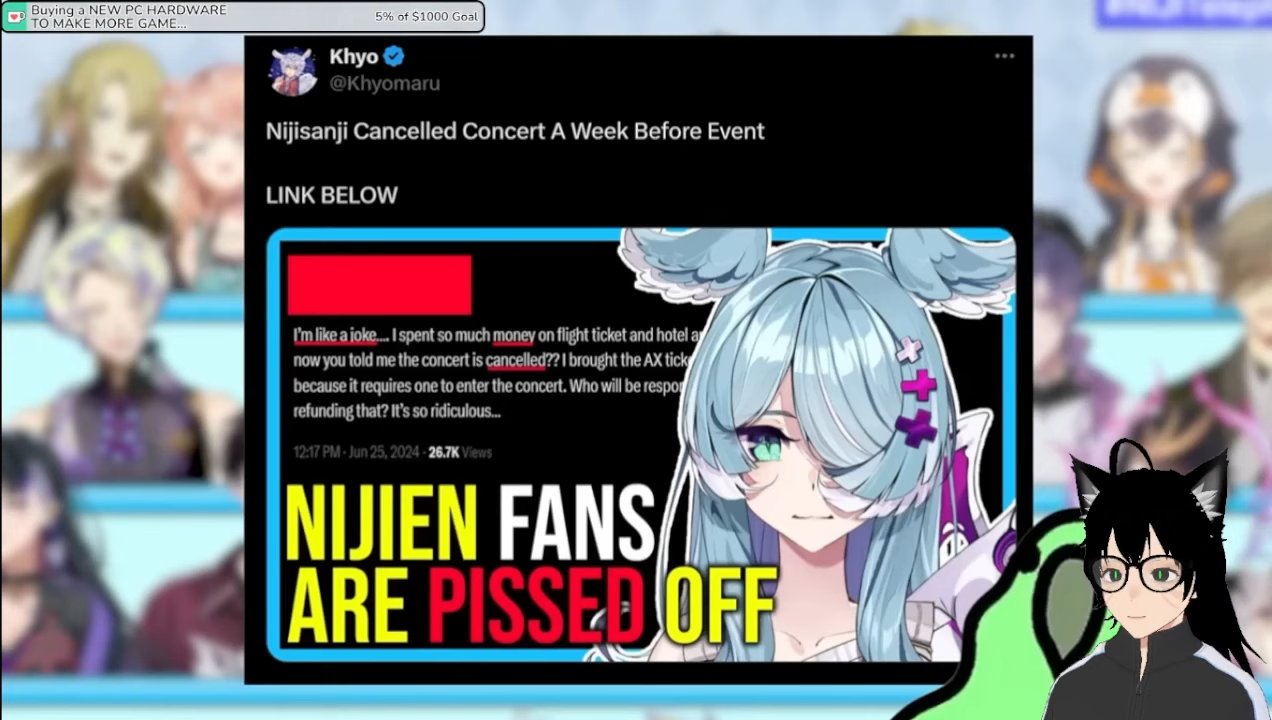 Buying a NEW PC HARDWARE
TO MAKE MORE GAME...
5% of $1000 Goal
Khyo
@Khyomaru
Nijisanji Cancelled Concert A Week Before Event
LINK BELOW
I'm like a joke.... I spent so much money on flight ticket and hotel
now you told me the concert is cancelled?? I brought the AX
because it requires one to enter the concert. Who will be
refunding that? It's so ridiculous...
12:17 PM · Jun 25, 2024 · 26.7K Views
NIJIEN FANS
ARE PISSED OFF